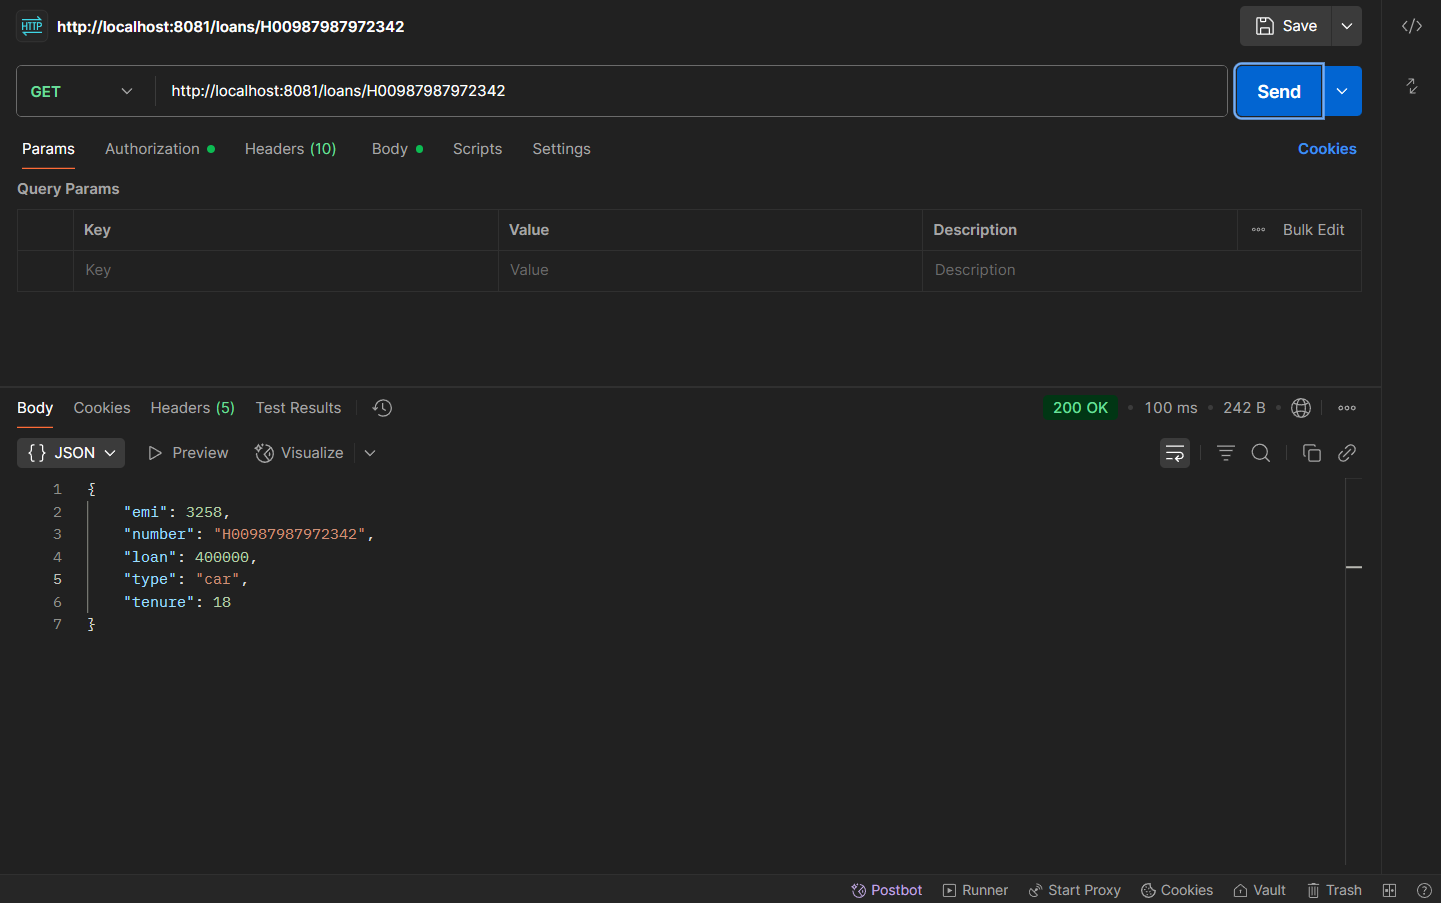 HTTP http://localhost:8081/loans/H00987987972342 Save
GET http://localhost:8081/loans/H00987987972342 Send
Params Authorization Headers (10) Body Scripts Settings Cookies
Query Params
Key Value Description Bulk Edit
Key Value Description
Body Cookies Headers (5) Test Results 200 OK 100 ms 242 B
{} JSON Preview Visualize
1 {
2 "emi": 3258,
3 "number": "H00987987972342",
4 "loan": 400000,
5 "type": "car",
6 "tenure": 18
7 }
Postbot Runner Start Proxy Cookies Vault Trash